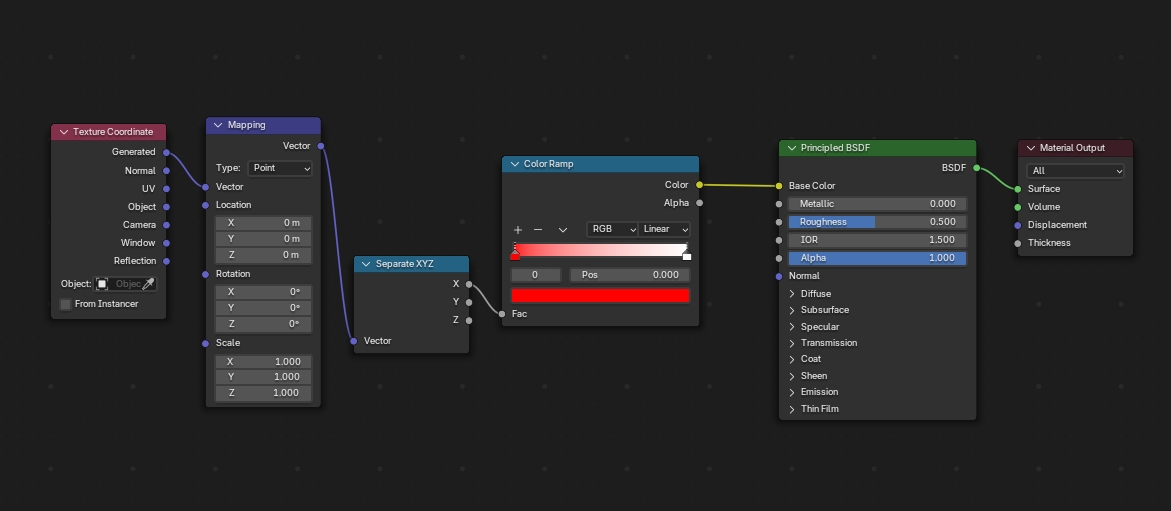 Texture Coordinate
Generated
Normal
UV
Object
Camera
Window
Reflection
Object: Objec
From Instancer
Mapping
Vector
Type: Point
Vector
Location
X 0 m
Y 0 m
Z 0 m
Rotation
X 0°
Y 0°
Z 0°
Scale
X 1.000
Y 1.000
Z 1.000
Separate XYZ
X
Y
Z
Vector
Color Ramp
Color
Alpha
RGB Linear
0 Pos 0.000
Fac
Principled BSDF
BSDF
Base Color
Metallic 0.000
Roughness 0.500
IOR 1.500
Alpha 1.000
Normal
Diffuse
Subsurface
Specular
Transmission
Coat
Sheen
Emission
Thin Film
Material Output
All
Surface
Volume
Displacement
Thickness